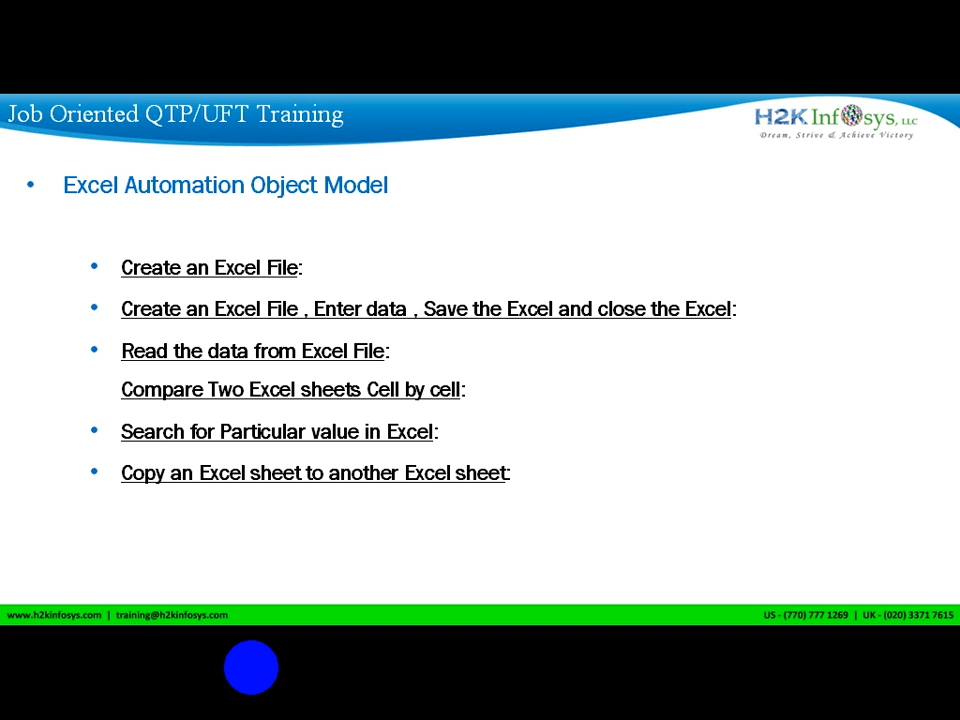 Job Oriented QTP/UFT Training
H2K Infosys, LLC
Dream, Strive & Achieve Victory
• Excel Automation Object Model
• Create an Excel File:
• Create an Excel File , Enter data , Save the Excel and close the Excel:
• Read the data from Excel File:
Compare Two Excel sheets Cell by cell:
• Search for Particular value in Excel:
• Copy an Excel sheet to another Excel sheet:
www.h2kinfosys.com | training@h2kinfosys.com
US - (770) 777 1269 | UK - (020) 3371 7615